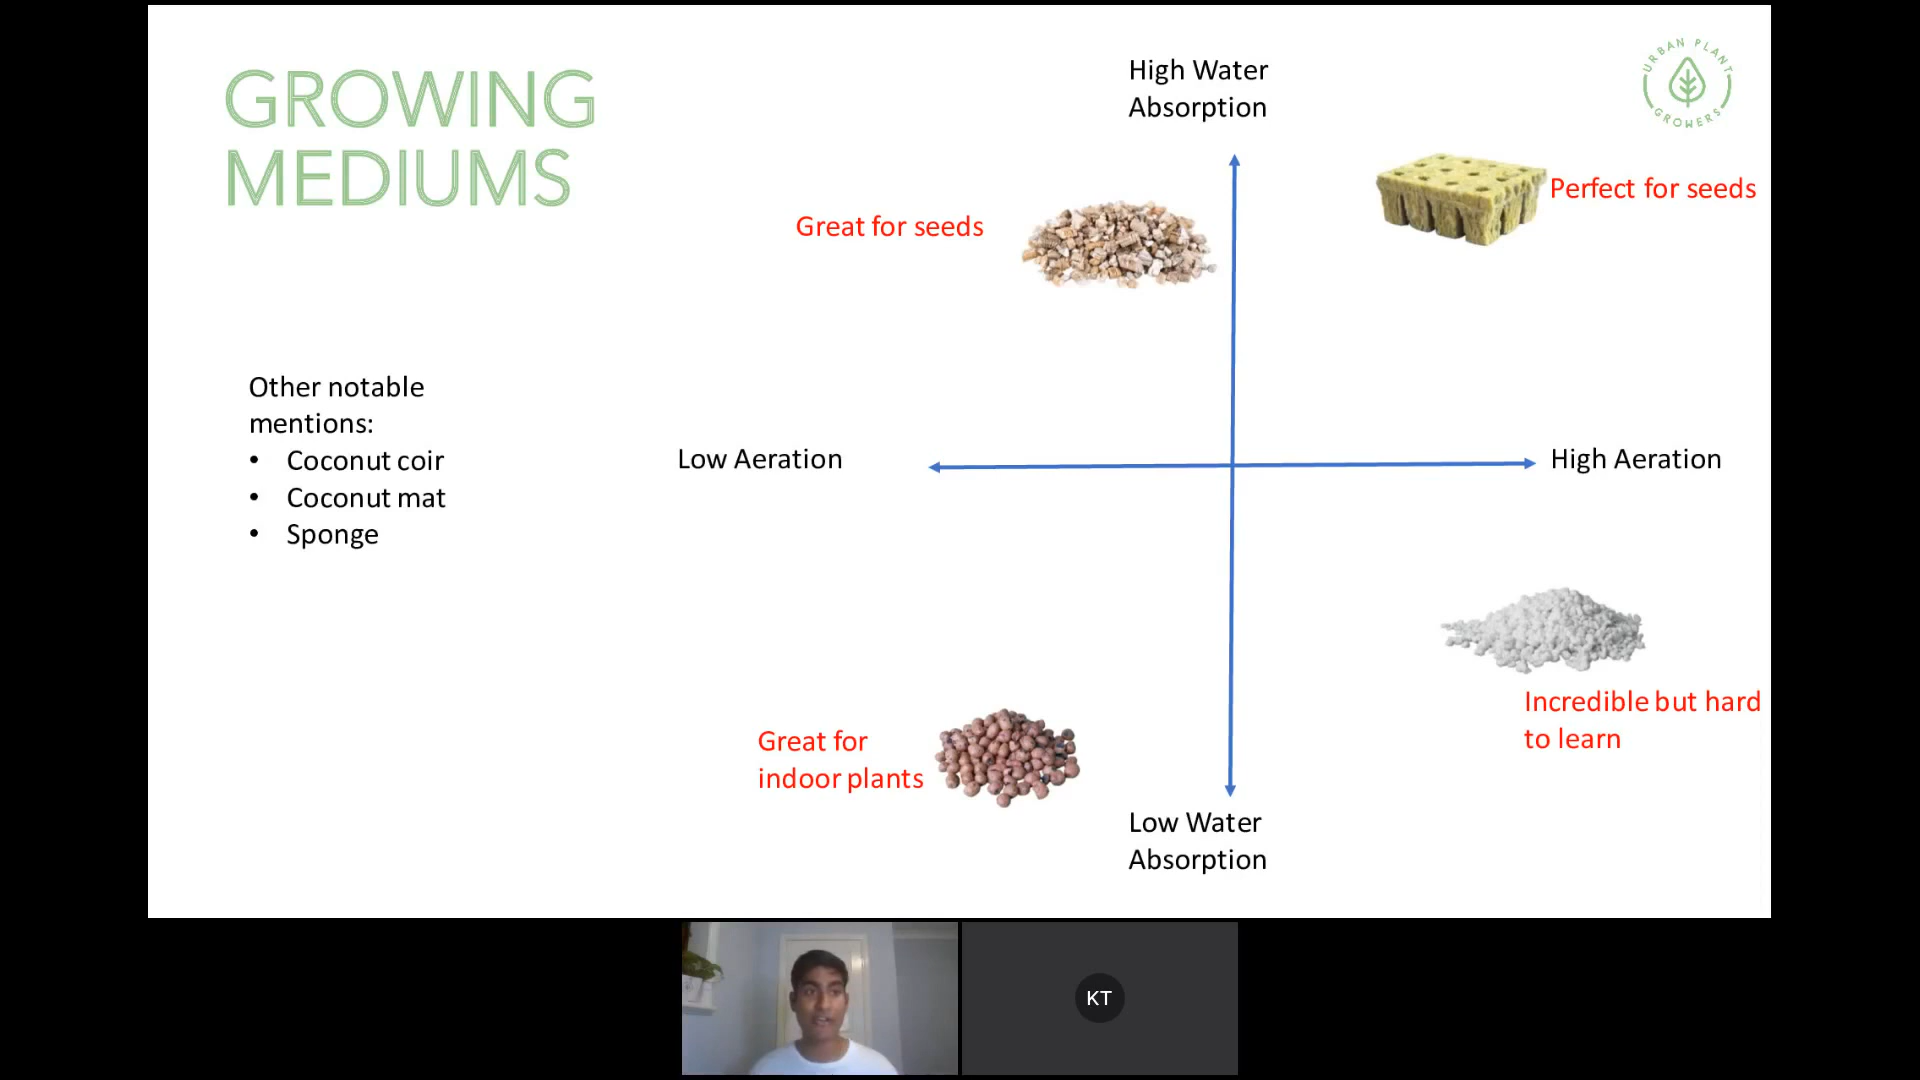 GROWING
MEDIUMS
High Water
Absorption
URBAN PLANT
GROWERS
Perfect for seeds
Great for seeds
Other notable
mentions:
• Coconut coir
• Coconut mat
• Sponge
Low Aeration
High Aeration
Incredible but hard
to learn
Great for
indoor plants
Low Water
Absorption
KT